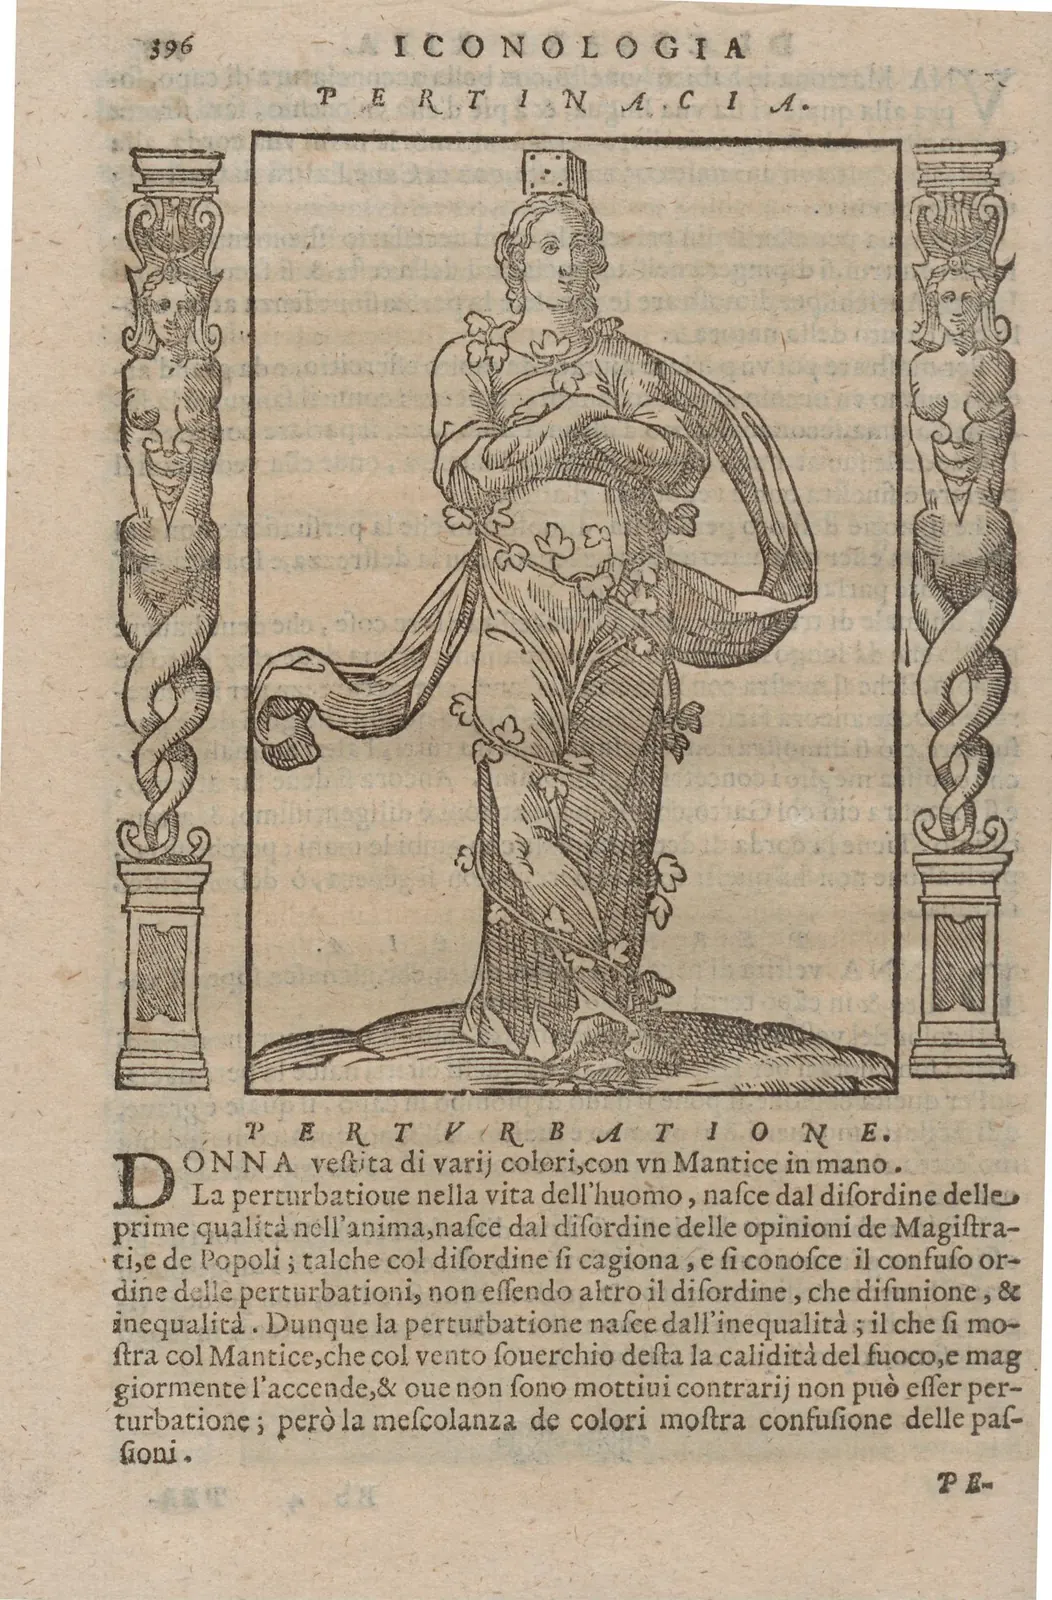 396 ICONOLOGIA
PERTINACIA.
PERTVRBATIONE.
DONNA veſtita di varij colori,con vn Mantice in mano.
La perturbatioue nella vita dell'huomo, naſce dal diſordine delle
prime qualità nell'anima,naſce dal diſordine delle opinioni de Magiſtra-
ti,e de Popoli; talche col diſordine ſi cagiona, e ſi conoſce il confuſo or-
dine delle perturbationi, non eſſendo altro il diſordine, che diſunione, &
inequalità. Dunque la perturbatione naſce dall'inequalità; il che ſi mo-
ſtra col Mantice,che col vento ſouerchio deſta la calidità del fuoco,e mag
giormente l'accende,& oue non ſono mottiui contrarij non può eſſer per-
turbatione; però la meſcolanza de colori moſtra confuſione delle paſ-
ſioni.
PE-